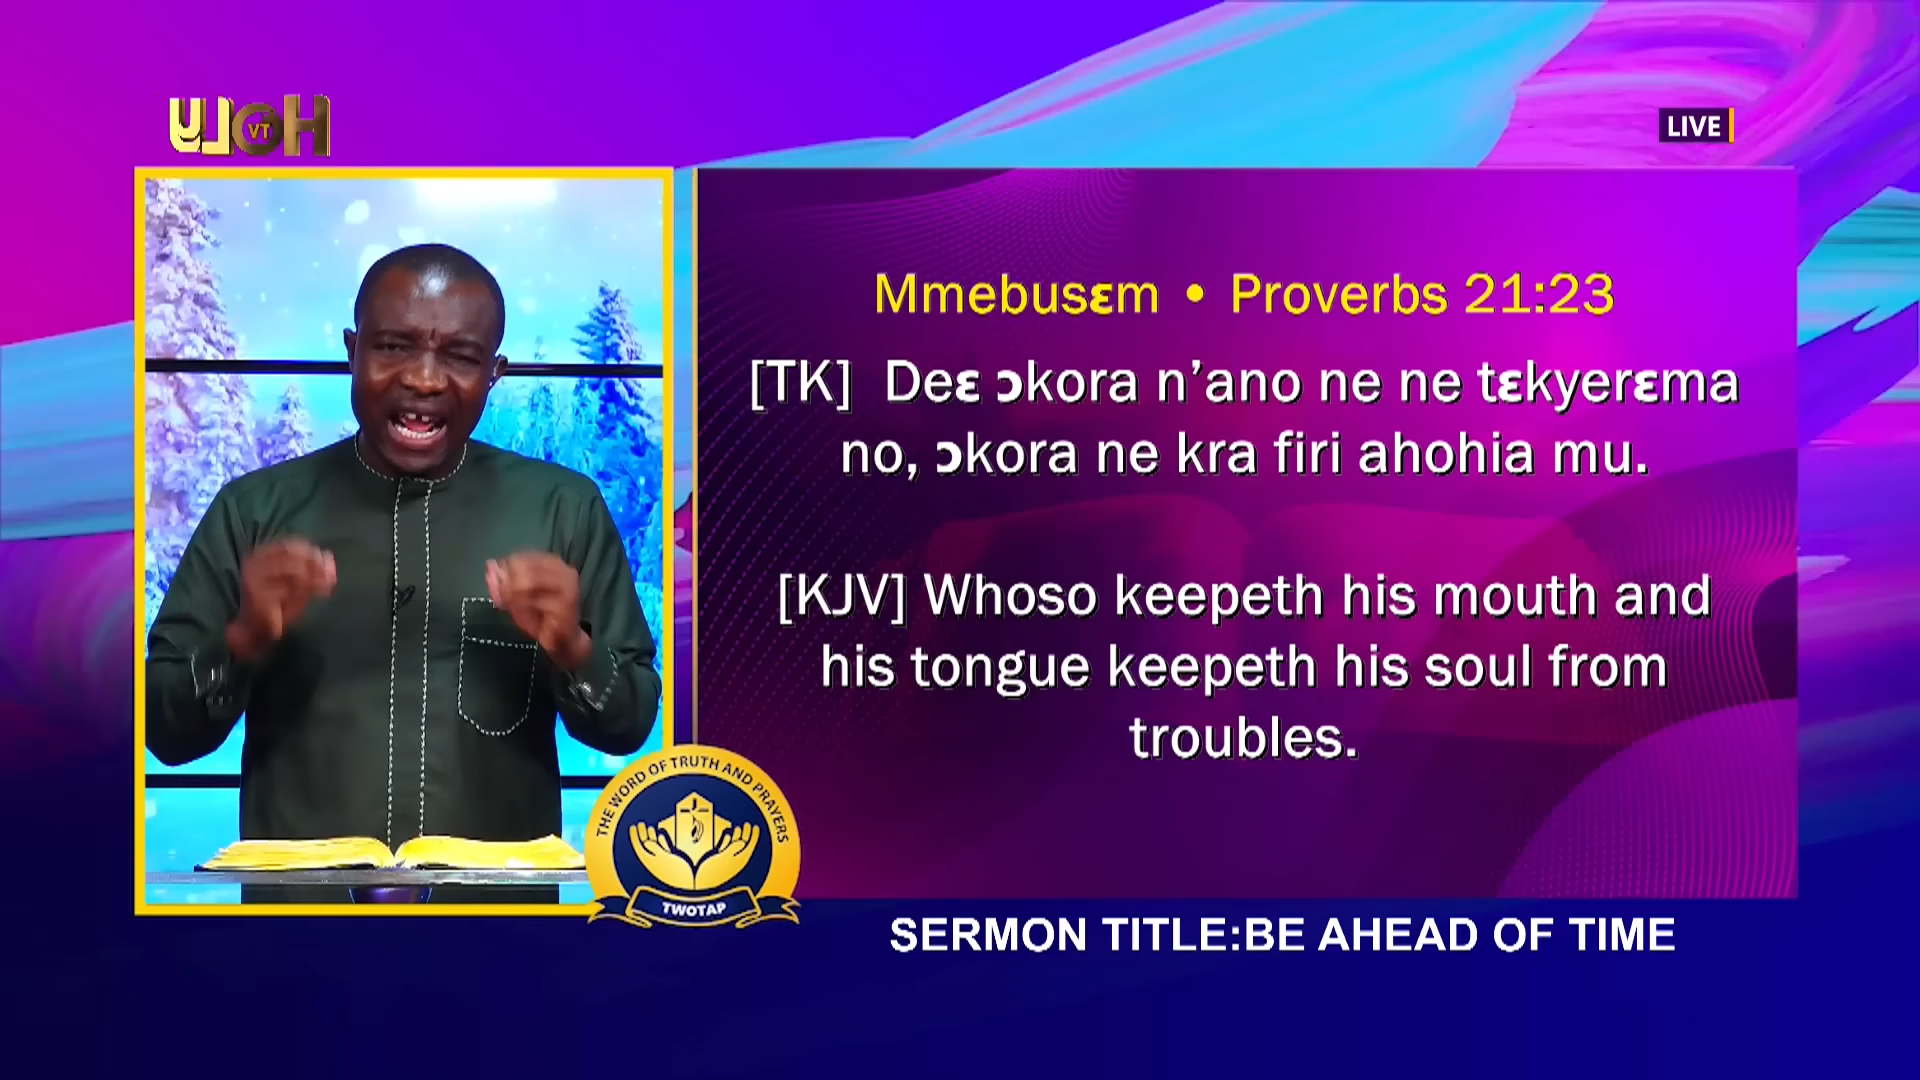 LIVE
Mmebusɛm • Proverbs 21:23
[TK] Deɛ ɔkora n’ano ne ne tɛkyerɛma
no, ɔkora ne kra firi ahohia mu.
[KJV] Whoso keepeth his mouth and
his tongue keepeth his soul from
troubles.
THE WORD OF TRUTH AND PRAYERS
TWOTAP
SERMON TITLE:BE AHEAD OF TIME